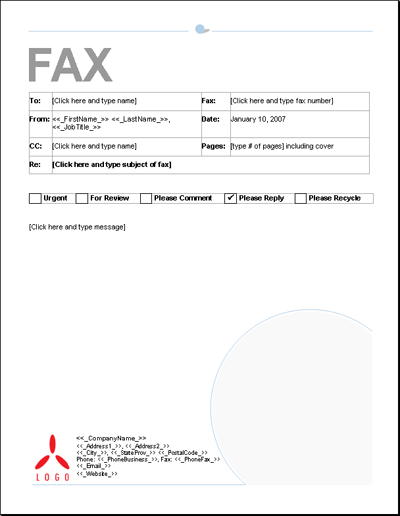 FAX
To: [Click here and type name] Fax: [Click here and type fax number]
From: <<_FirstName_>> <<_LastName_>>, Date: January 10, 2007
<<_JobTitle_>>
CC: [Click here and type name] Pages: [type # of pages] including cover
Re: [Click here and type subject of fax]
Urgent For Review Please Comment ✓ Please Reply Please Recycle
[Click here and type message]
<<_CompanyName_>>
<<_Address1_>>, <<_Address2_>>
<<_City_>>, <<_StateProv_>> <<_PostalCode_>>
Phone: <<_PhoneBusiness_>>, Fax: <<_PhoneFax_>>
<<_Email_>>
<<_Website_>>
LOGO